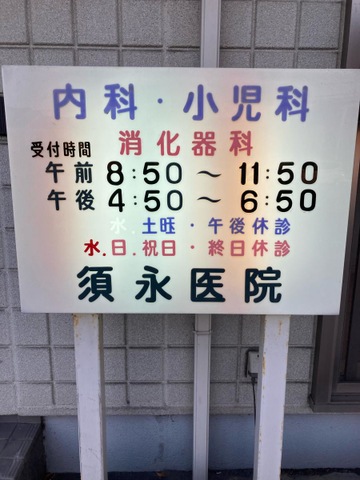 内科・小児科
消化器科
受付時間
午前 8:50 ～ 11:50
午後 4:50 ～ 6:50
水.土旺・午後休診
水.日.祝日・終日休診
須永医院